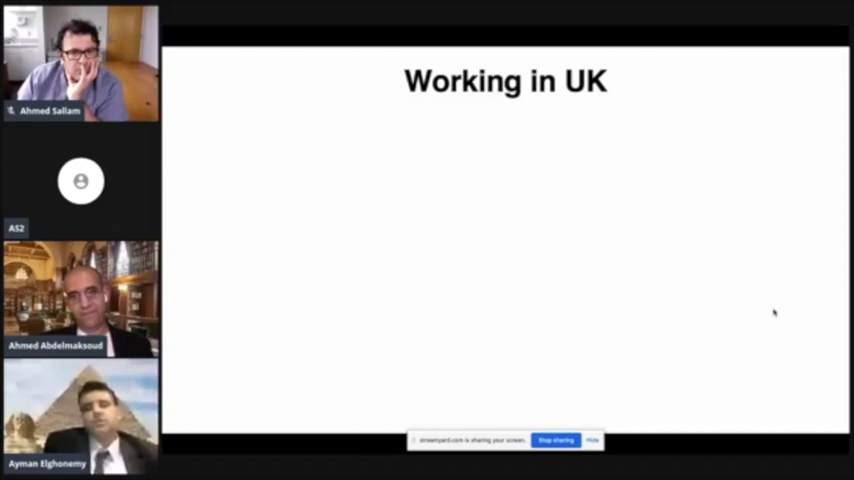 Ahmed Sallam
AS2
Ahmed Abdelmaksoud
Ayman Elghonemy
Working in UK
streamyard.com is sharing your screen.
Stop sharing
Hide